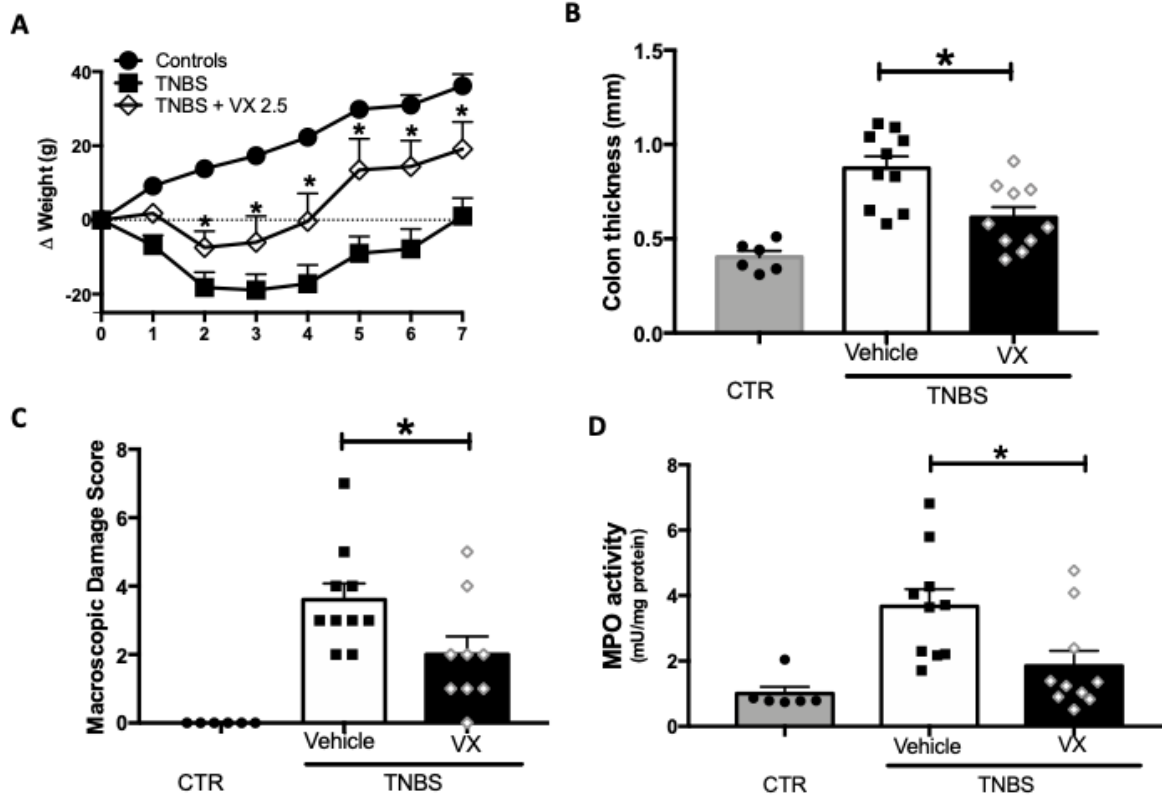 A
Controls
TNBS
TNBS + VX 2.5
Δ Weight (g)
40
20
0
-20
* * * * * *
0 1 2 3 4 5 6 7
B
Colon thickness (mm)
1.5
1.0
0.5
0.0
*
Vehicle VX
CTR TNBS
C
Macroscopic Damage Score
8
6
4
2
0
*
Vehicle VX
CTR TNBS
D
MPO activity
(mU/mg protein)
8
6
4
2
0
*
Vehicle VX
CTR TNBS